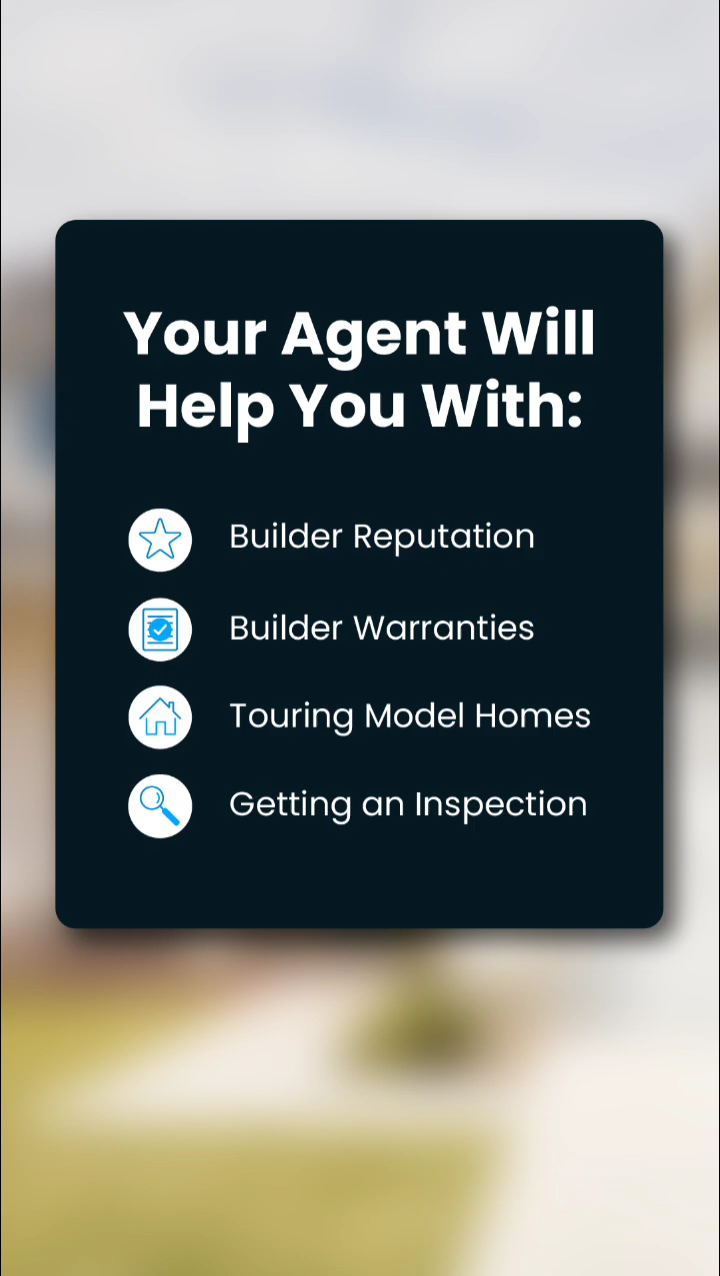 Your Agent Will
Help You With:
Builder Reputation
Builder Warranties
Touring Model Homes
Getting an Inspection